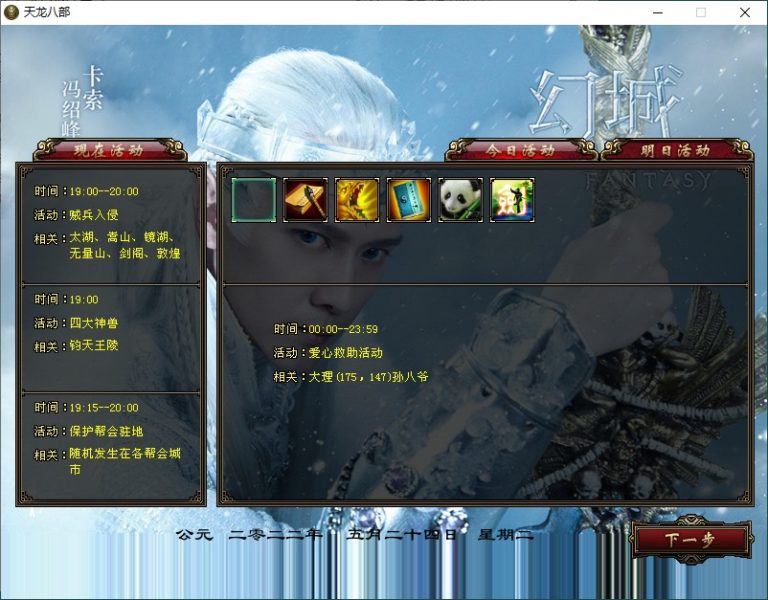 天龙八部
卡索
冯绍峰
幻城
FANTASY
现在活动
今日活动
明日活动
时间：19:00--20:00
活动：贼兵入侵
相关：太湖、嵩山、镜湖、
无量山、剑阁、敦煌
时间：19:00
活动：四大神兽
相关：钧天王陵
时间：19:15--20:00
活动：保护帮会驻地
相关：随机发生在各帮会城
市
双
时间：00:00--23:59
活动：爱心救助活动
相关：大理(175，147)孙八爷
公元 二零二二年 五月二十四日 星期二
下一步